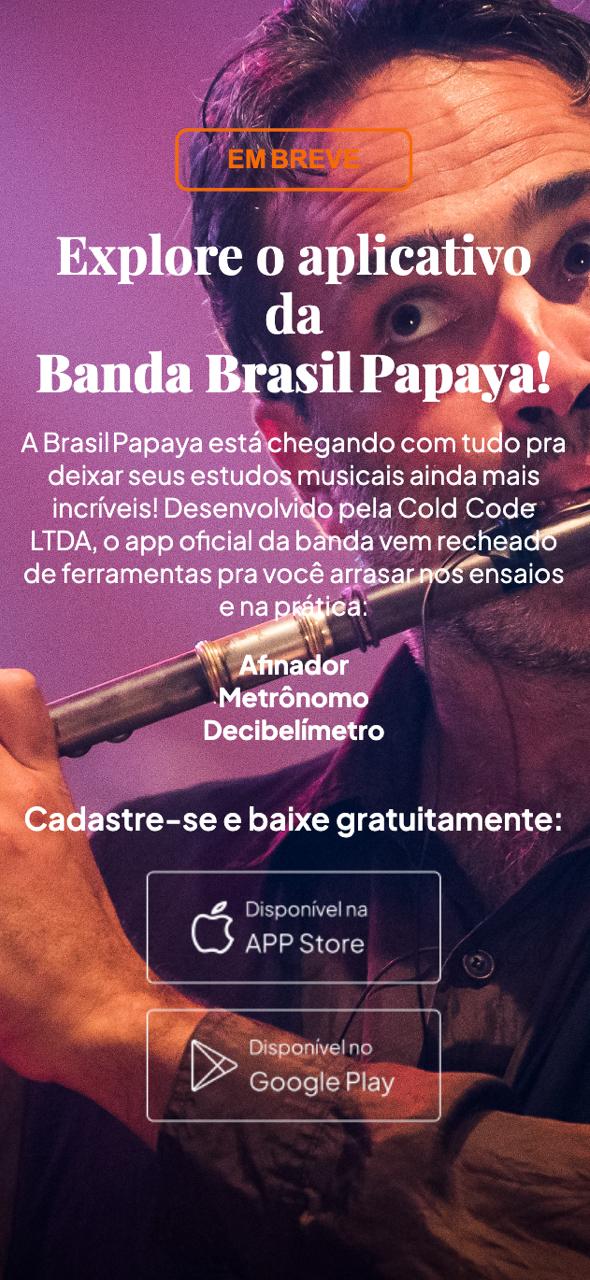 EM BREVE
Explore o aplicativo
da
Banda Brasil Papaya!
A Brasil Papaya está chegando com tudo pra
deixar seus estudos musicais ainda mais
incríveis! Desenvolvido pela Cold Code
LTDA, o app oficial da banda vem recheado
de ferramentas pra você arrasar nos ensaios
e na prática:
Afinador
Metrônomo
Decibelímetro
Cadastre-se e baixe gratuitamente:
Disponível na
APP Store
Disponível no
Google Play